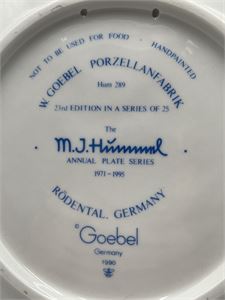 NOT TO BE USED FOR FOOD · HANDPAINTED
W. GOEBEL PORZELLANFABRIK
Hum 289
23rd EDITION IN A SERIES OF 25
The
M.J. Hummel
ANNUAL PLATE SERIES
1971-1995
RÖDENTAL, GERMANY
© Goebel
Germany
1990